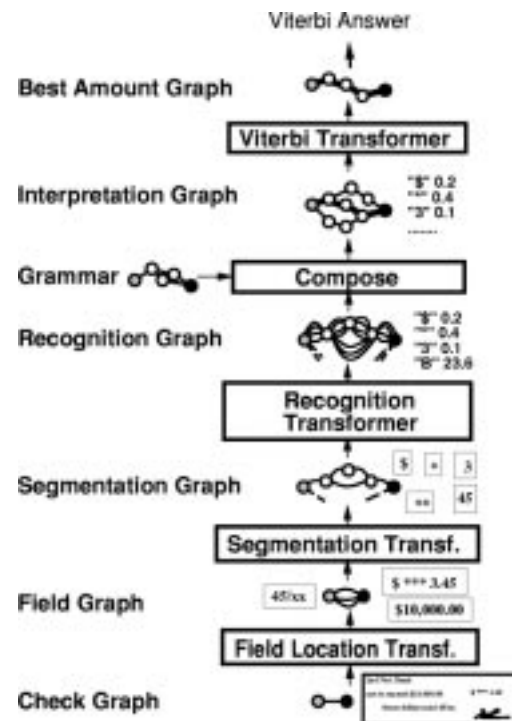 Viterbi Answer
Best Amount Graph
Viterbi Transformer
Interpretation Graph
"$" 0.2
"*" 0.4
"3" 0.1
......
Grammar
Compose
Recognition Graph
"$" 0.2
"*" 0.4
"3" 0.1
"B" 23.6
Recognition
Transformer
Segmentation Graph
$ * 3
** 45
Segmentation Transf.
Field Graph
45/xx
$ *** 3.45
$10,000.00
Field Location Transf.
Check Graph